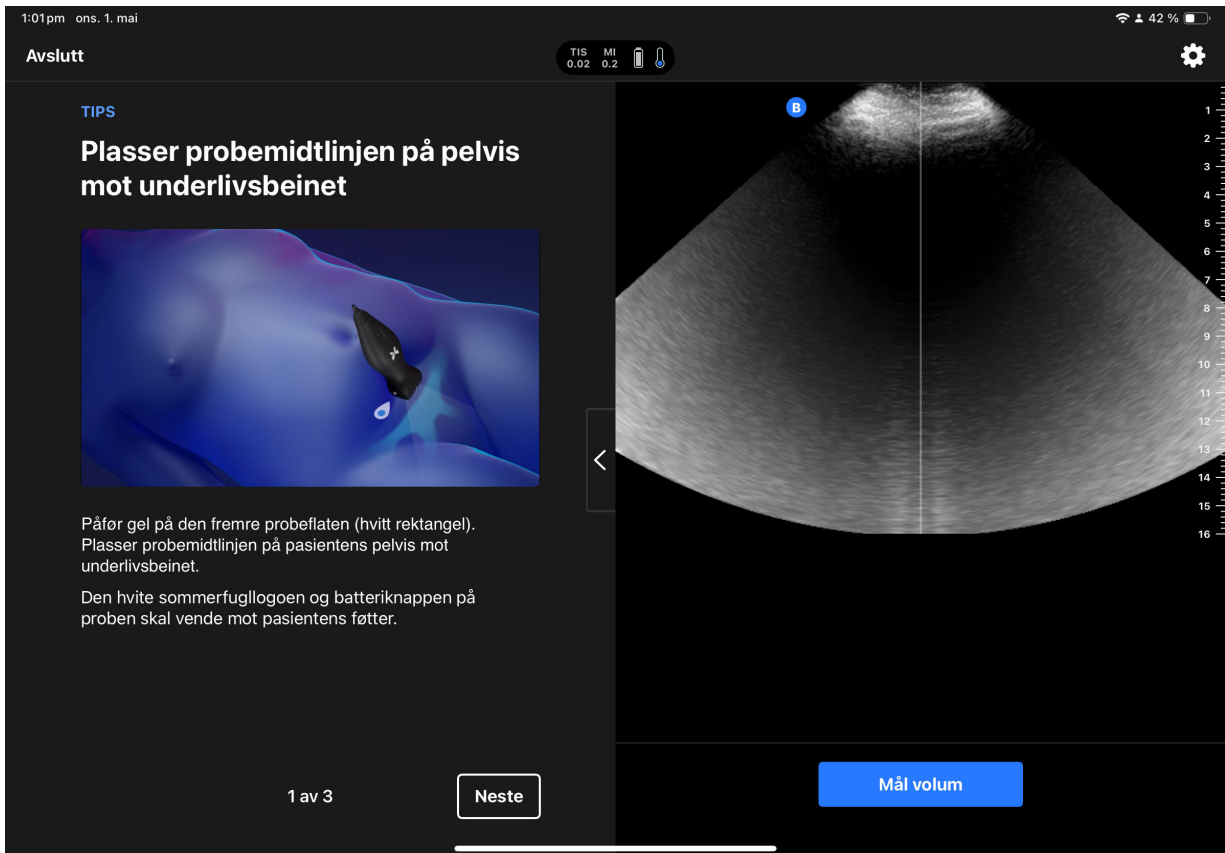 1:01 pm ons. 1. mai
42 %
Avslutt
TIS MI
0.02 0.2
TIPS
Plasser probemidtlinjen på pelvis
mot underlivsbeinet
Påfør gel på den fremre probeflaten (hvitt rektangel).
Plasser probemidtlinjen på pasientens pelvis mot
underlivsbeinet.
Den hvite sommerfugllogoen og batteriknappen på
proben skal vende mot pasientens føtter.
1 av 3
Neste
B
1
2
3
4
5
6
7
8
9
10
11
12
13
14
15
16
Mål volum